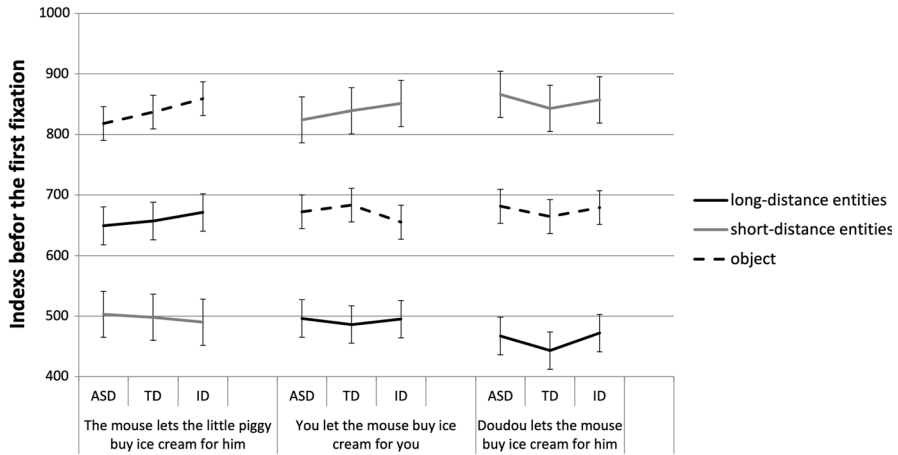 1000
900
800
700
600
500
400
Indexs befor the first fixation
long-distance entities
short-distance entities
object
ASD TD ID ASD TD ID ASD TD ID
The mouse lets the little piggy
buy ice cream for him
You let the mouse buy ice
cream for you
Doudou lets the mouse
buy ice cream for him